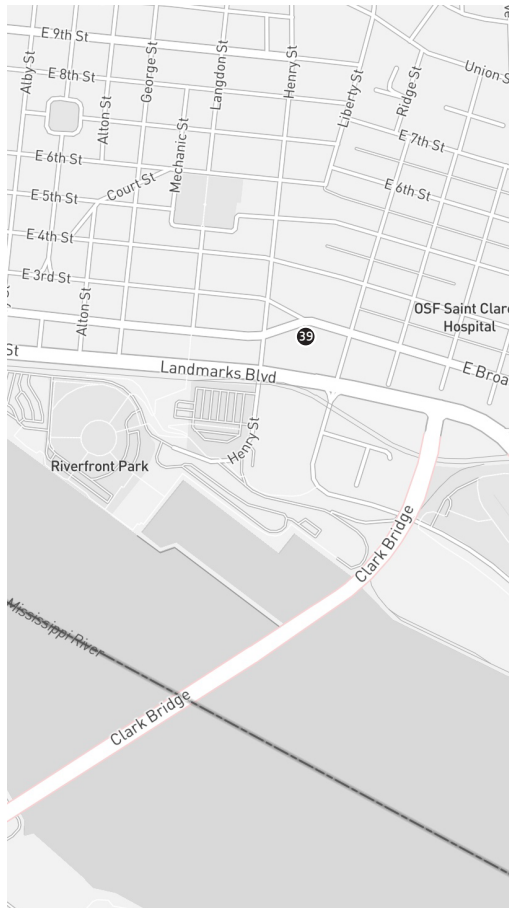 E 9th St
E 8th St
Alby St
Alton St
George St
Langdon St
Henry St
Liberty St
Ridge St
Union S
E 7th St
E 6th St
E 6th St
Mechanic St
Court St
E 5th St
E 4th St
E 3rd St
Alton St
39
OSF Saint Clare
Hospital
St
Landmarks Blvd
E Broa
Henry St
Riverfront Park
Clark Bridge
Mississippi River
Clark Bridge